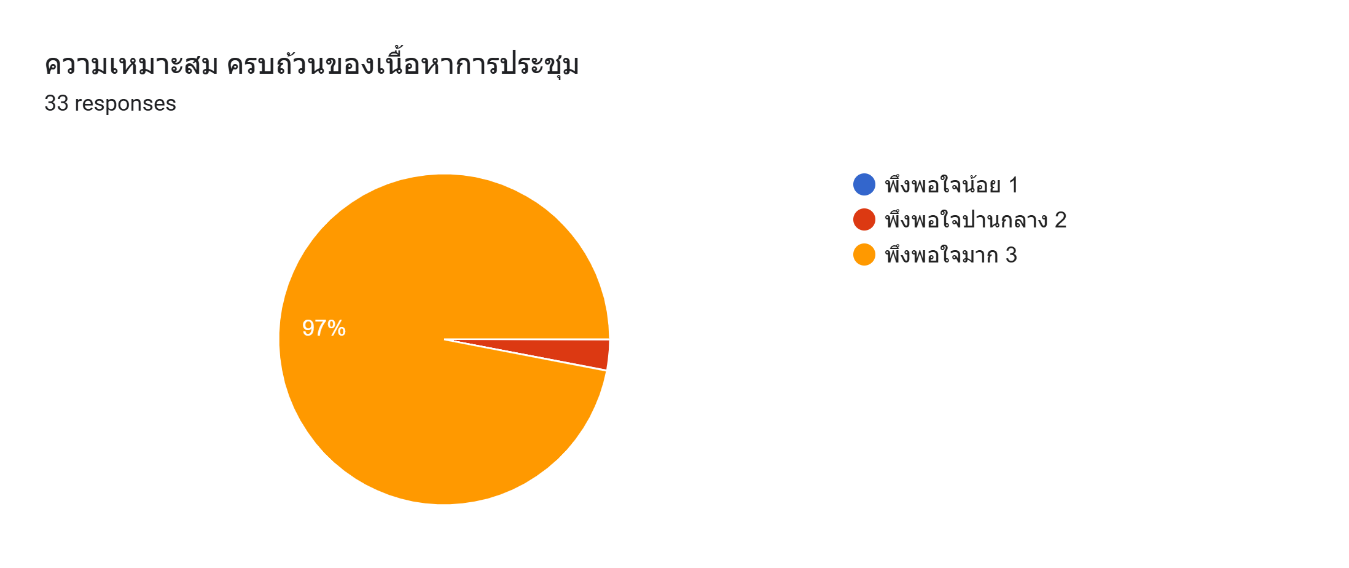 ความเหมาะสม ครบถ้วนของเนื้อหาการประชุม
33 responses
พึงพอใจน้อย 1
พึงพอใจปานกลาง 2
พึงพอใจมาก 3
97%